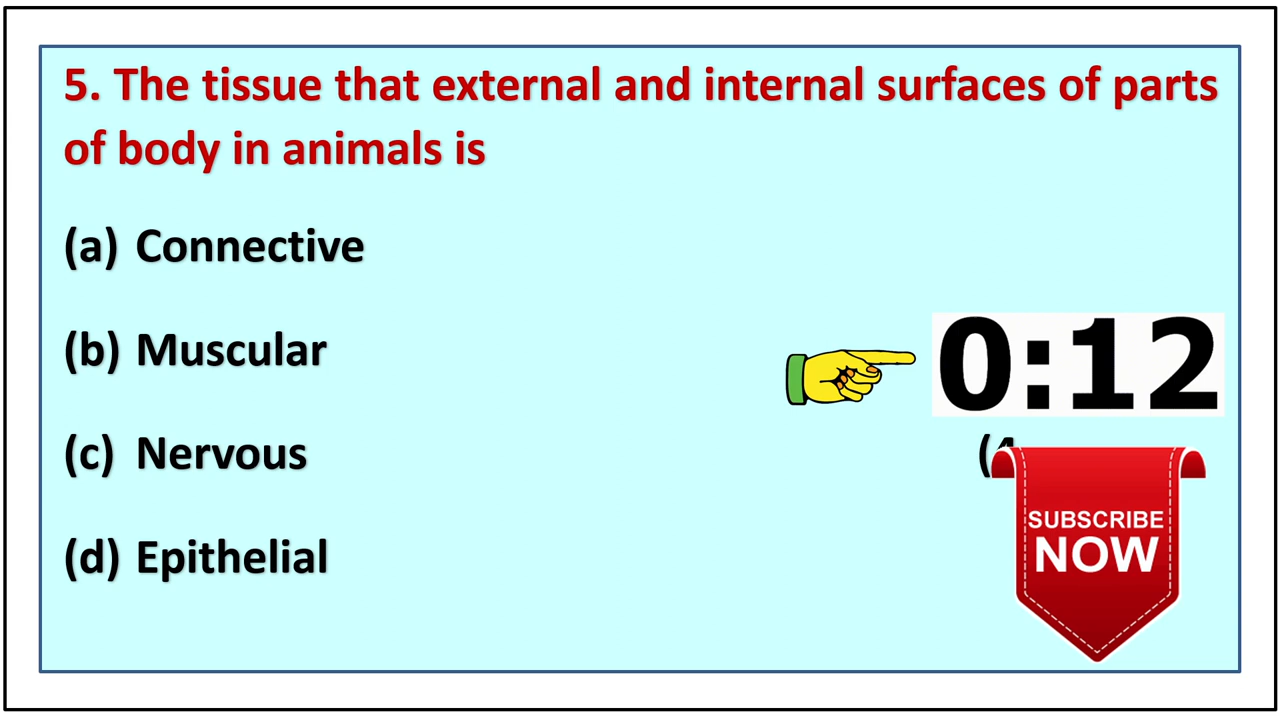 5. The tissue that external and internal surfaces of parts
of body in animals is
(a) Connective
(b) Muscular
0:12
(c) Nervous
(d) Epithelial
SUBSCRIBE
NOW